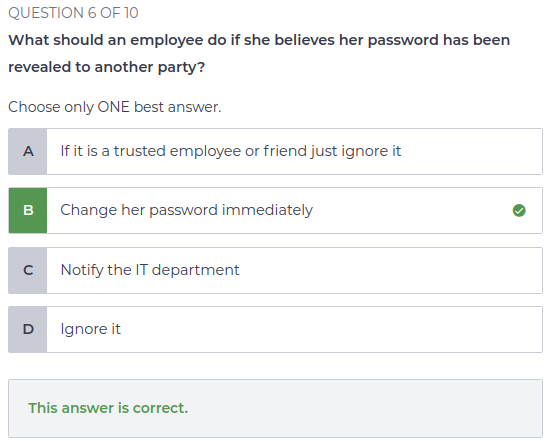 QUESTION 6 OF 10
What should an employee do if she believes her password has been
revealed to another party?
Choose only ONE best answer.
A If it is a trusted employee or friend just ignore it
B Change her password immediately
C Notify the IT department
D Ignore it
This answer is correct.